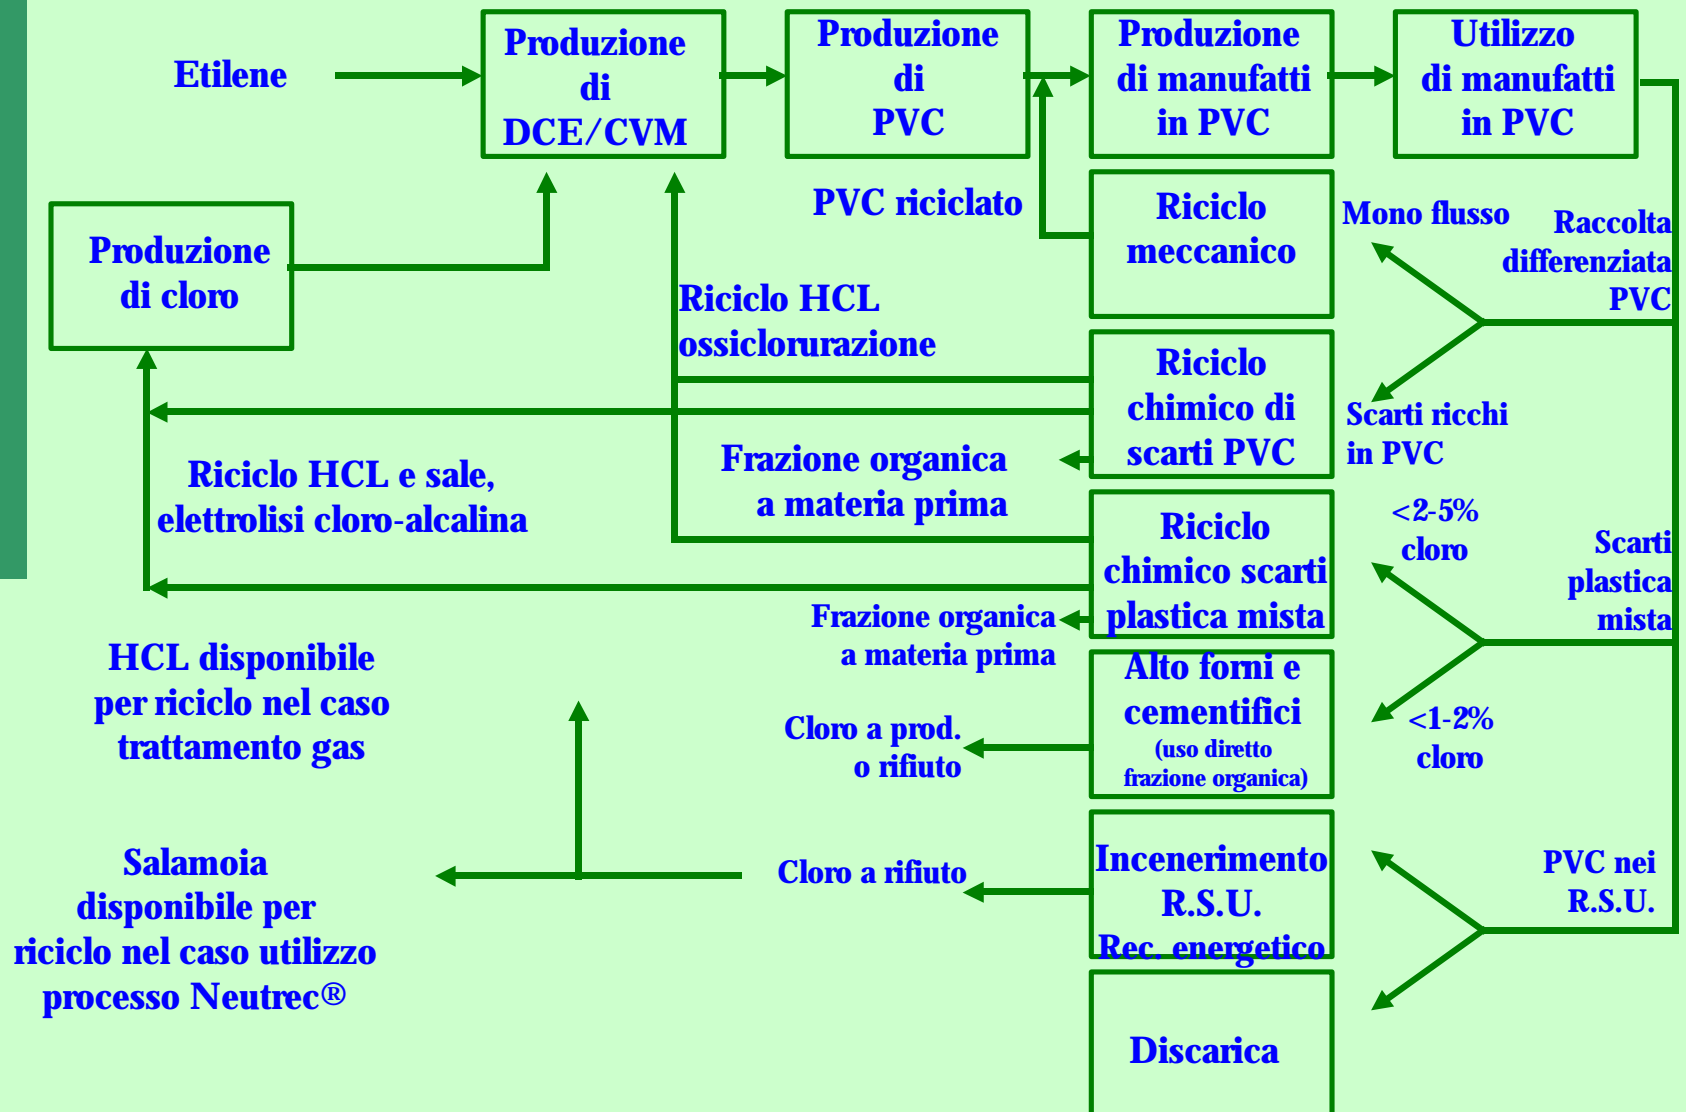 Etilene
Produzione
di
DCE/CVM
Produzione
di
PVC
Produzione
di manufatti
in PVC
Utilizzo
di manufatti
in PVC
Produzione
di cloro
PVC riciclato
Riciclo
meccanico
Mono flusso
Raccolta
differenziata
PVC
Riciclo HCL
ossiclorurazione
Riciclo
chimico di
scarti PVC
Scarti ricchi
in PVC
Riciclo HCL e sale,
elettrolisi cloro-alcalina
Frazione organica
a materia prima
Riciclo
chimico scarti
plastica mista
<2-5%
cloro
Scarti
plastica
mista
Frazione organica
a materia prima
HCL disponibile
per riciclo nel caso
trattamento gas
Alto forni e
cementifici
(uso diretto
frazione organica)
<1-2%
cloro
Cloro a prod.
o rifiuto
Salamoia
disponibile per
riciclo nel caso utilizzo
processo Neutrec®
Cloro a rifiuto
Incenerimento
R.S.U.
Rec. energetico
PVC nei
R.S.U.
Discarica